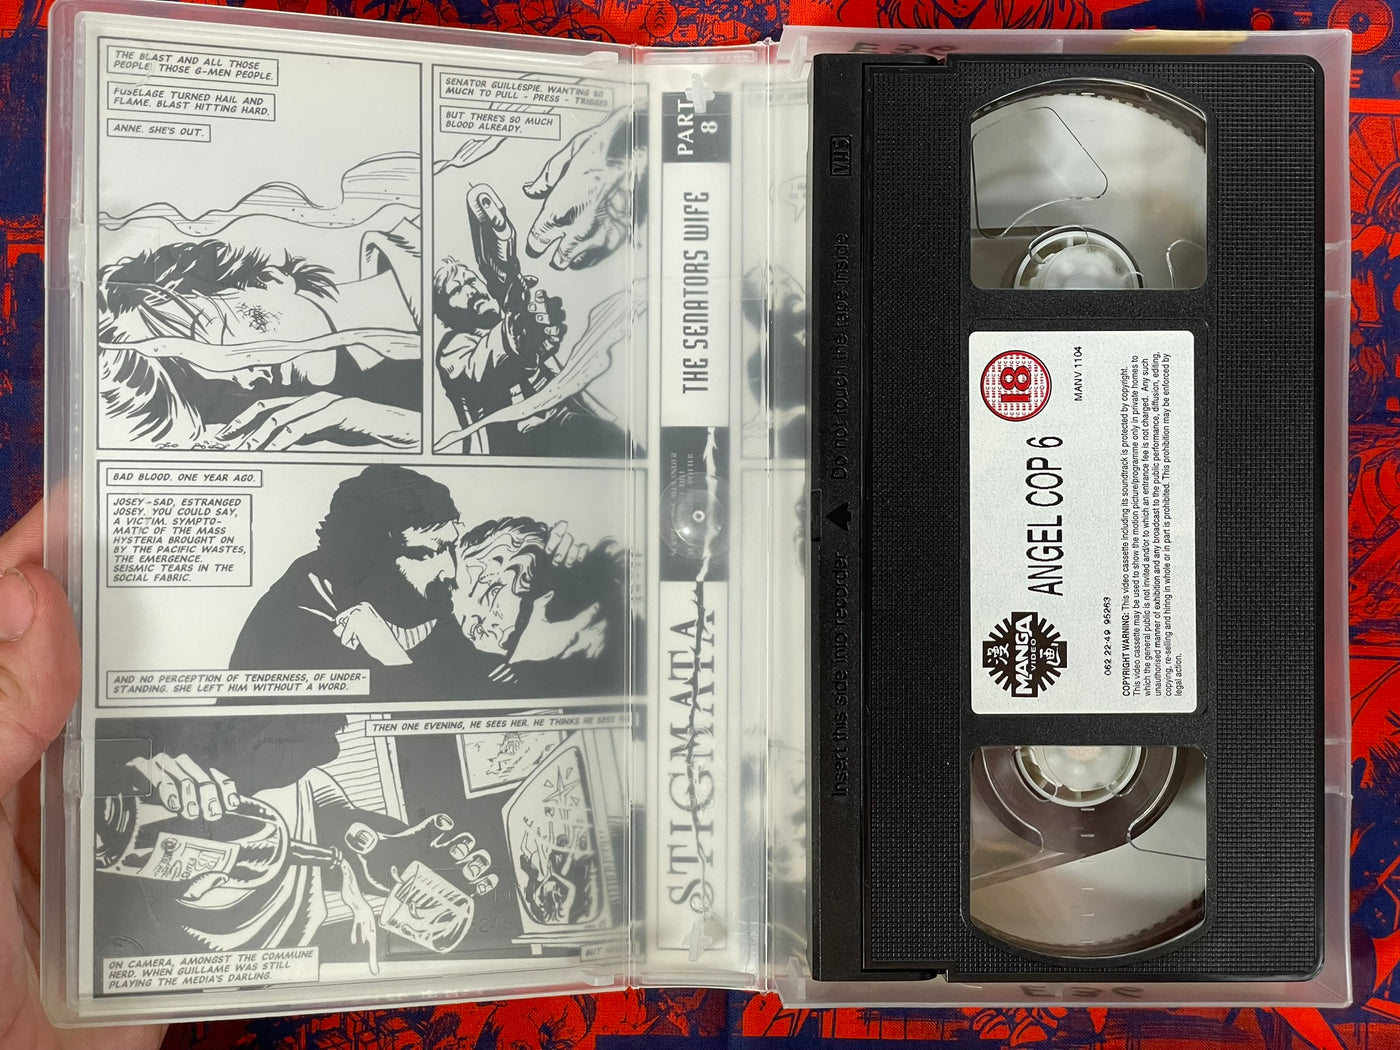 THE BLAST AND ALL THOSE
PEOPLE. THOSE G-MEN PEOPLE.
FUSELAGE TURNED HAIL AND
FLAME. BLAST HITTING HARD.
ANNE. SHE'S OUT.
SENATOR GUILLESPIE. WANTING SO
MUCH TO PULL - PRESS - TRIGGER.
BUT THERE'S SO MUCH
BLOOD ALREADY.
BAD BLOOD. ONE YEAR AGO.
JOSEY-SAD, ESTRANGED
JOSEY. YOU COULD SAY,
A VICTIM. SYMPTO-
MATIC OF THE MASS
HYSTERIA BROUGHT ON
BY THE PACIFIC WASTES,
THE EMERGENCE.
SEISMIC TEARS IN THE
SOCIAL FABRIC.
AND NO PERCEPTION OF TENDERNESS, OF UNDER-
STANDING. SHE LEFT HIM WITHOUT A WORD.
THEN ONE EVENING, HE SEES HER. HE THINKS HE SEES
ON CAMERA, AMONGST THE COMMUNE
HERD. WHEN GUILLAME WAS STILL
PLAYING THE MEDIA'S DARLING.
BUT
PART
8
THE SENATORS WIFE
STIGMATA
VHS
Do not touch the tape inside
Insert this side into recorder
18
MANV 1104
ANGEL COP 6
漫画
MANGA
VIDEO
062 22-49 95263
COPYRIGHT WARNING: This video cassette including its soundtrack is protected by copyright.
This video cassette may be used to show the motion picture/programme only in private homes to
which the general public is not invited and/or to which an entrance fee is not charged. Any such
unauthorised manner of exhibition and any broadcast to the public performance, diffusion, editing,
copying, re-selling and hiring in whole or in part is prohibited. This prohibition may be enforced by
legal action.